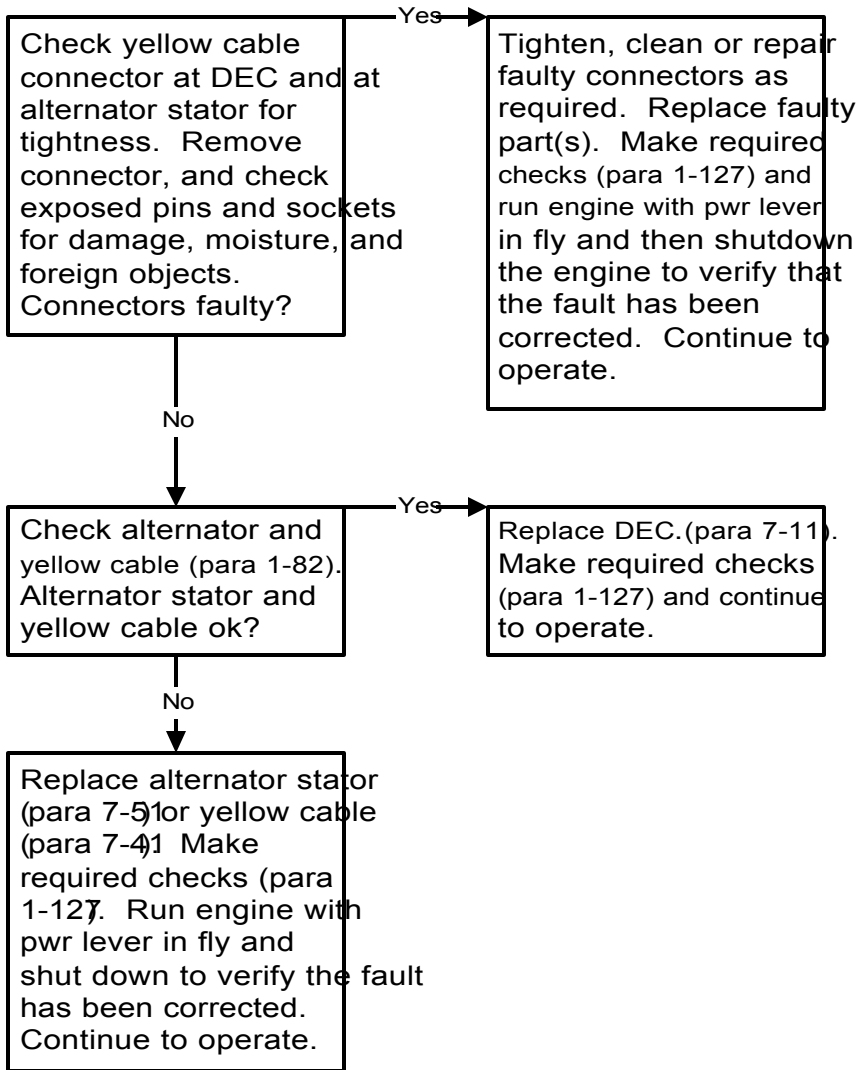 Check yellow cable
connector at DEC and at
alternator stator for
tightness.  Remove
connector, and check
exposed pins and sockets
for damage, moisture, and
foreign objects.
Connectors faulty?
Yes
Tighten, clean or repair
faulty connectors as
required.  Replace faulty
part(s).  Make required
checks (para 1-127) and
run engine with pwr lever
in fly and then shutdown
the engine to verify that
the fault has been
corrected.  Continue to
operate.
No
Check alternator and
yellow cable (para 1-82).
Alternator stator and
yellow cable ok?
Yes
Replace DEC.(para 7-11).
Make required checks
(para 1-127) and continue
to operate.
No
Replace alternator stator
(para 7-51) or yellow cable
(para 7-41).  Make
required checks (para
1-127).  Run engine with
pwr lever in fly and
shut down to verify the fault
has been corrected.
Continue to operate.